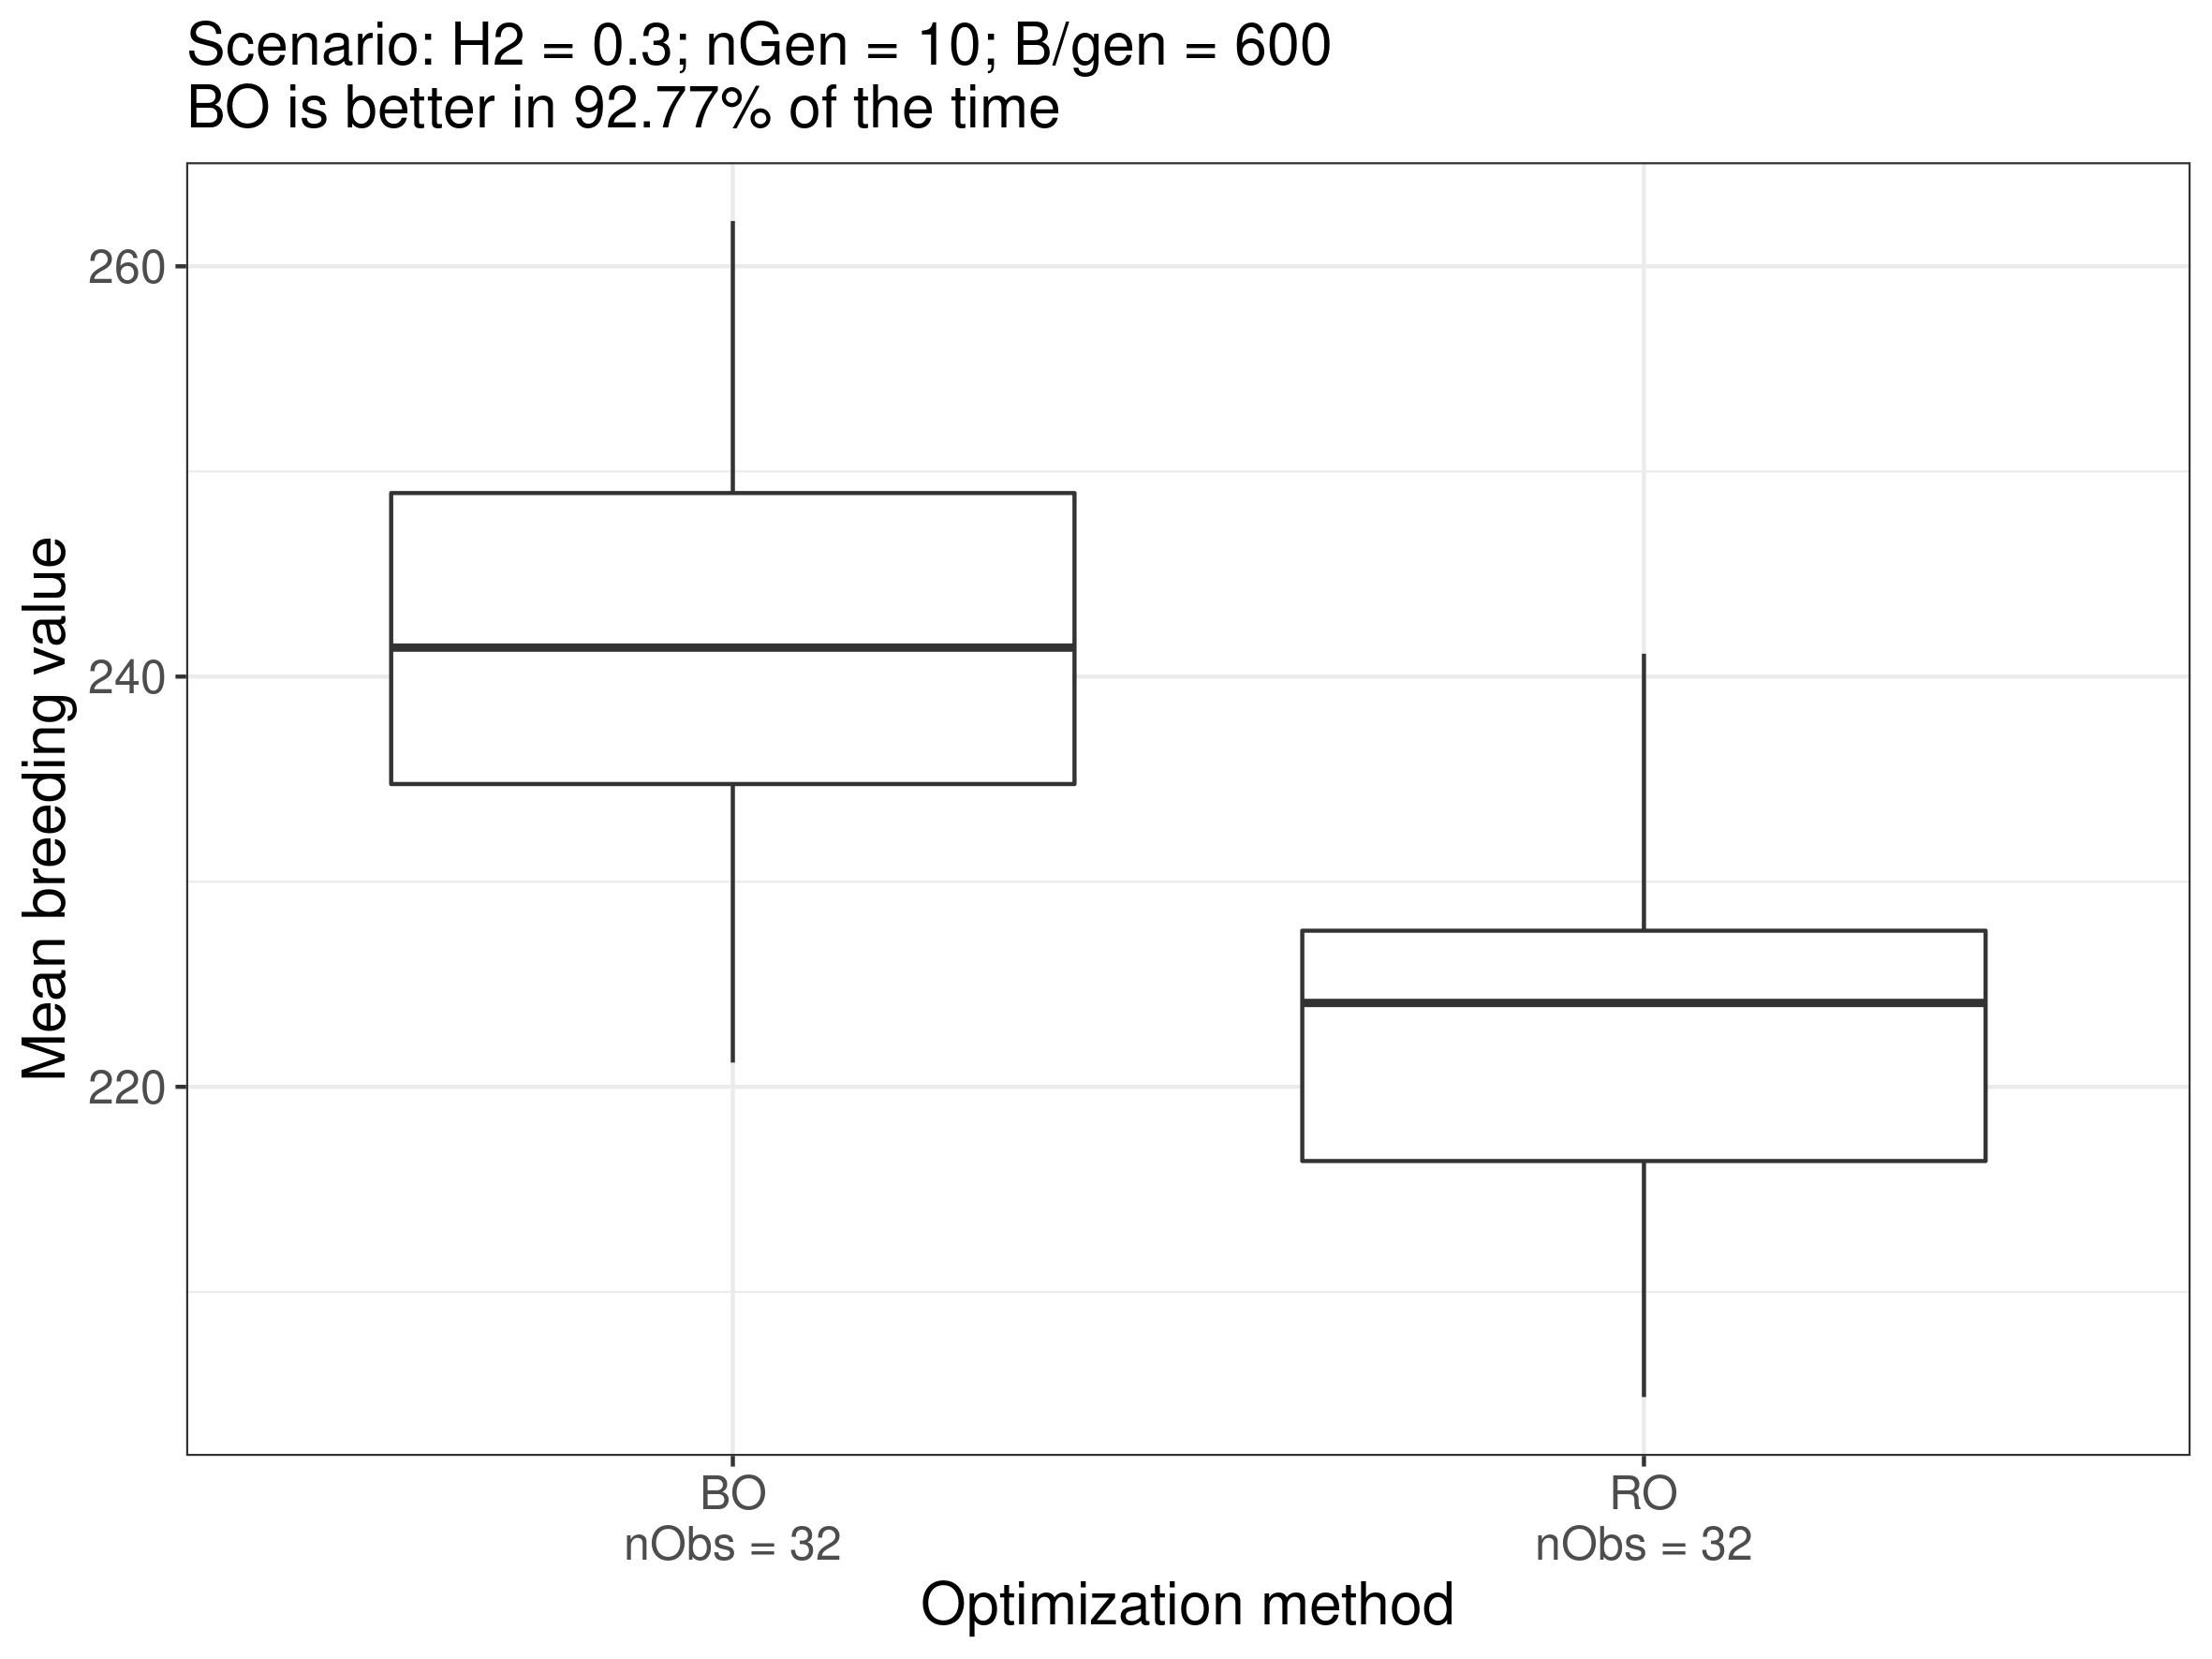 Scenario: H2 = 0.3; nGen = 10; B/gen = 600
BO is better in 92.77% of the time
Mean breeding value
260
240
220
BO
nObs = 32
RO
nObs = 32
Optimization method